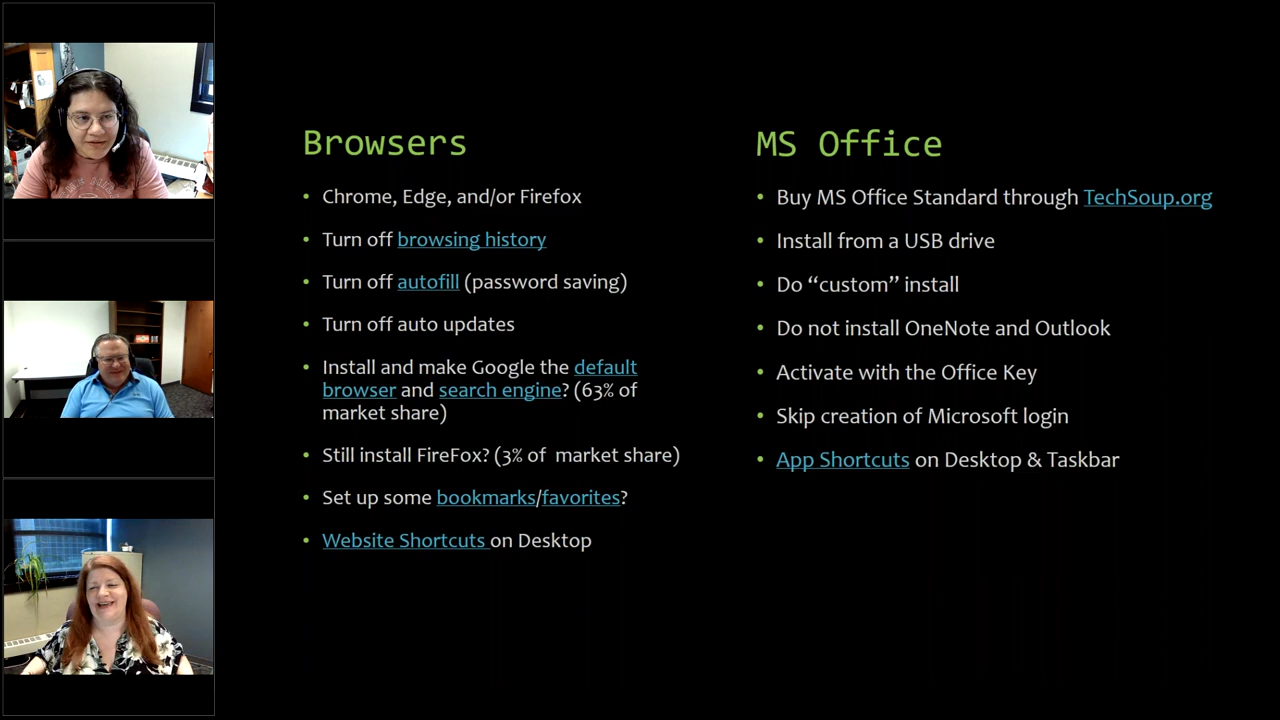 Browsers
• Chrome, Edge, and/or Firefox
• Turn off browsing history
• Turn off autofill (password saving)
• Turn off auto updates
• Install and make Google the default
browser and search engine? (63% of
market share)
• Still install FireFox? (3% of market share)
• Set up some bookmarks/favorites?
• Website Shortcuts on Desktop
MS Office
• Buy MS Office Standard through TechSoup.org
• Install from a USB drive
• Do “custom” install
• Do not install OneNote and Outlook
• Activate with the Office Key
• Skip creation of Microsoft login
• App Shortcuts on Desktop & Taskbar